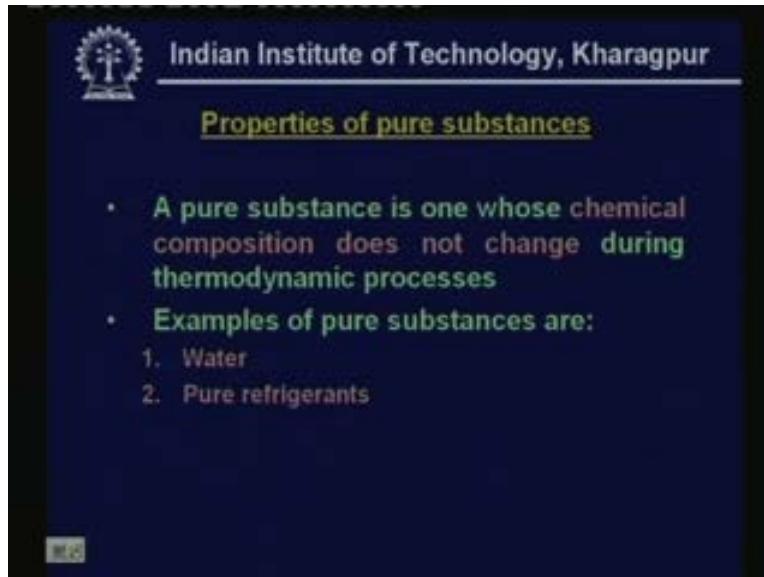 Indian Institute of Technology, Kharagpur
Properties of pure substances
• A pure substance is one whose chemical
composition does not change during
thermodynamic processes
• Examples of pure substances are:
1. Water
2. Pure refrigerants